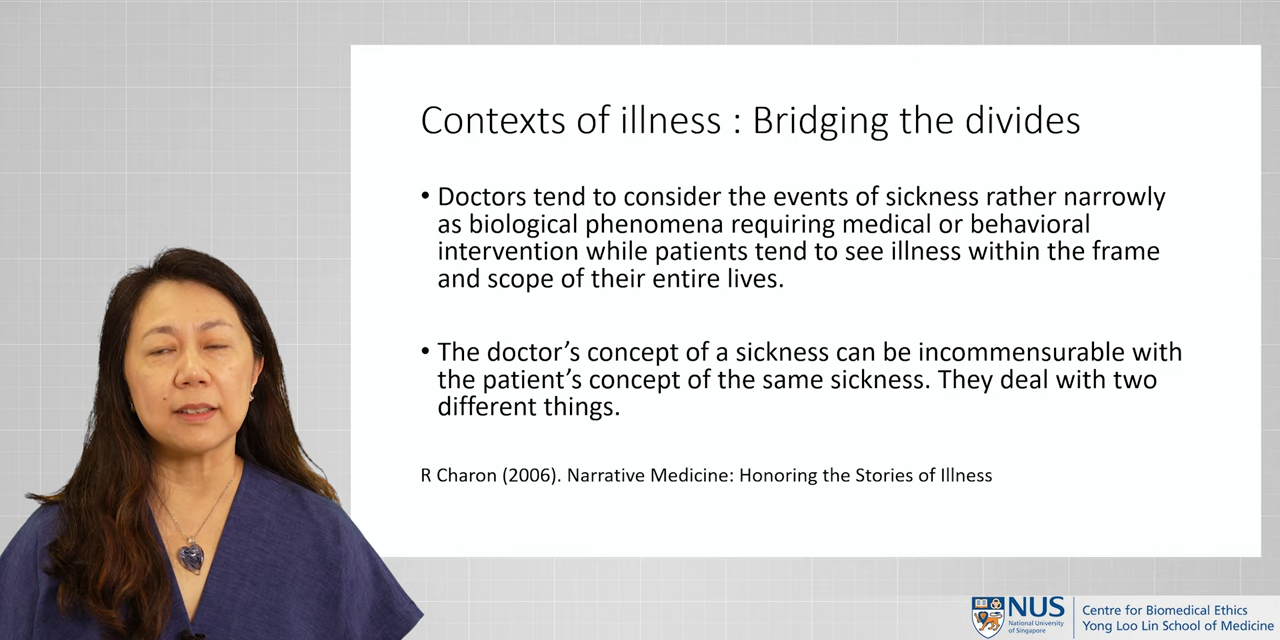 Contexts of illness : Bridging the divides
• Doctors tend to consider the events of sickness rather narrowly
as biological phenomena requiring medical or behavioral
intervention while patients tend to see illness within the frame
and scope of their entire lives.
• The doctor’s concept of a sickness can be incommensurable with
the patient’s concept of the same sickness. They deal with two
different things.
R Charon (2006). Narrative Medicine: Honoring the Stories of Illness
NUS
National University
of Singapore
Centre for Biomedical Ethics
Yong Loo Lin School of Medicine